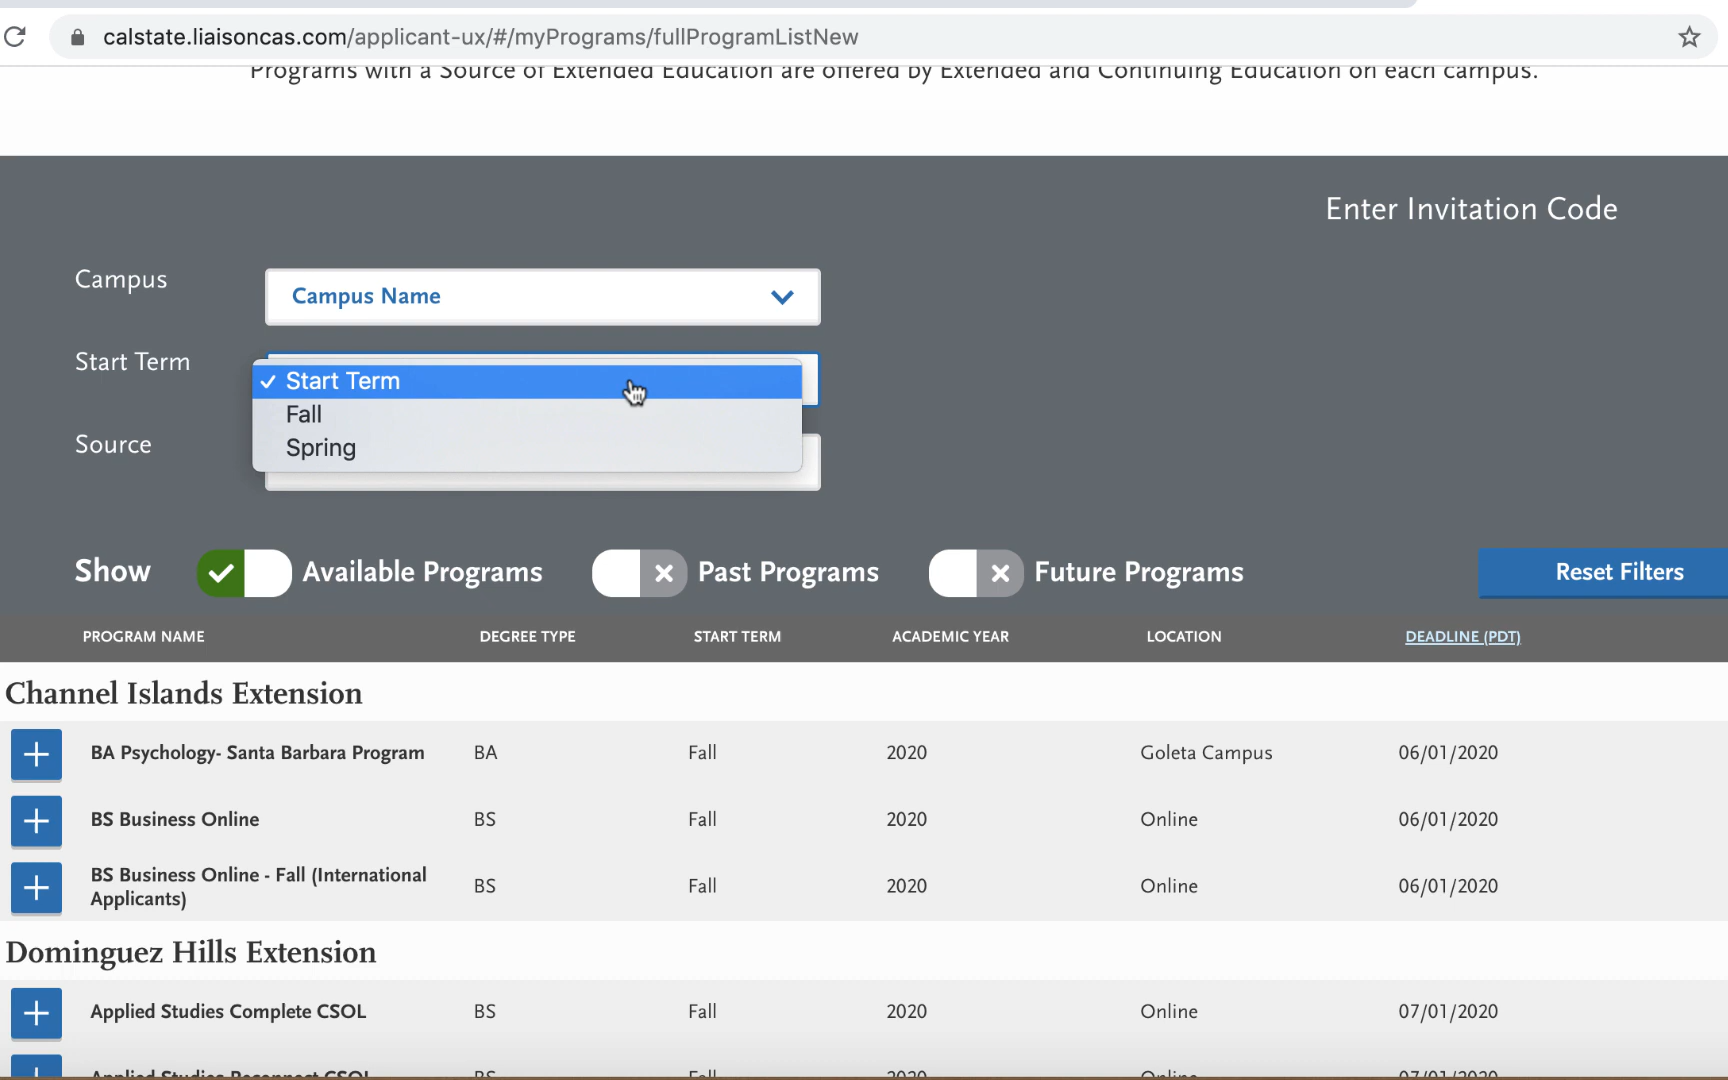 calstate.liaisoncas.com/applicant-ux/#/myPrograms/fullProgramListNew
Programs with a Source of Extended Education are offered by Extended and Continuing Education on each campus.
Enter Invitation Code
Campus
Campus Name
Start Term
Start Term
Fall
Spring
Source
Show
Available Programs
Past Programs
Future Programs
Reset Filters
PROGRAM NAME DEGREE TYPE START TERM ACADEMIC YEAR LOCATION DEADLINE (PDT)
Channel Islands Extension
BA Psychology- Santa Barbara Program BA Fall 2020 Goleta Campus 06/01/2020
BS Business Online BS Fall 2020 Online 06/01/2020
BS Business Online - Fall (International
Applicants) BS Fall 2020 Online 06/01/2020
Dominguez Hills Extension
Applied Studies Complete CSOL BS Fall 2020 Online 07/01/2020
Applied Studies Reconnect CSOL BS Fall 2020 Online 07/01/2020